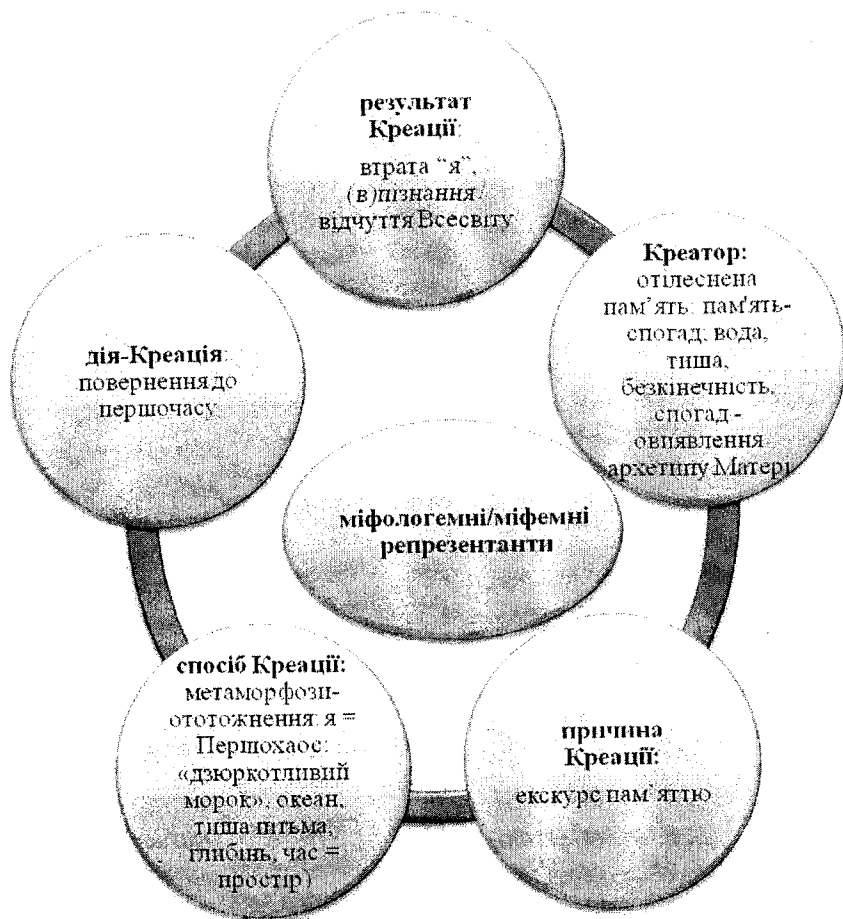 результат
Креації:
втрата “я”,
(в)пізнання/
відчуття Всесвіту
Креатор:
отілеснена
пам’ять: пам'ять-
спогад; вода,
тиша,
безкінечність,
спогад -
овиявлення
архетипу Матері
дія-Креація:
повернення до
першочасу
міфологемні/міфемні
репрезентанти
спосіб Креації:
метаморфози-
ототожнення: я =
Першохаос:
«дзюркотливий
морок», океан,
тиша пітьма,
глибінь, час =
простір)
причина
Креації:
екскурс пам’яттю